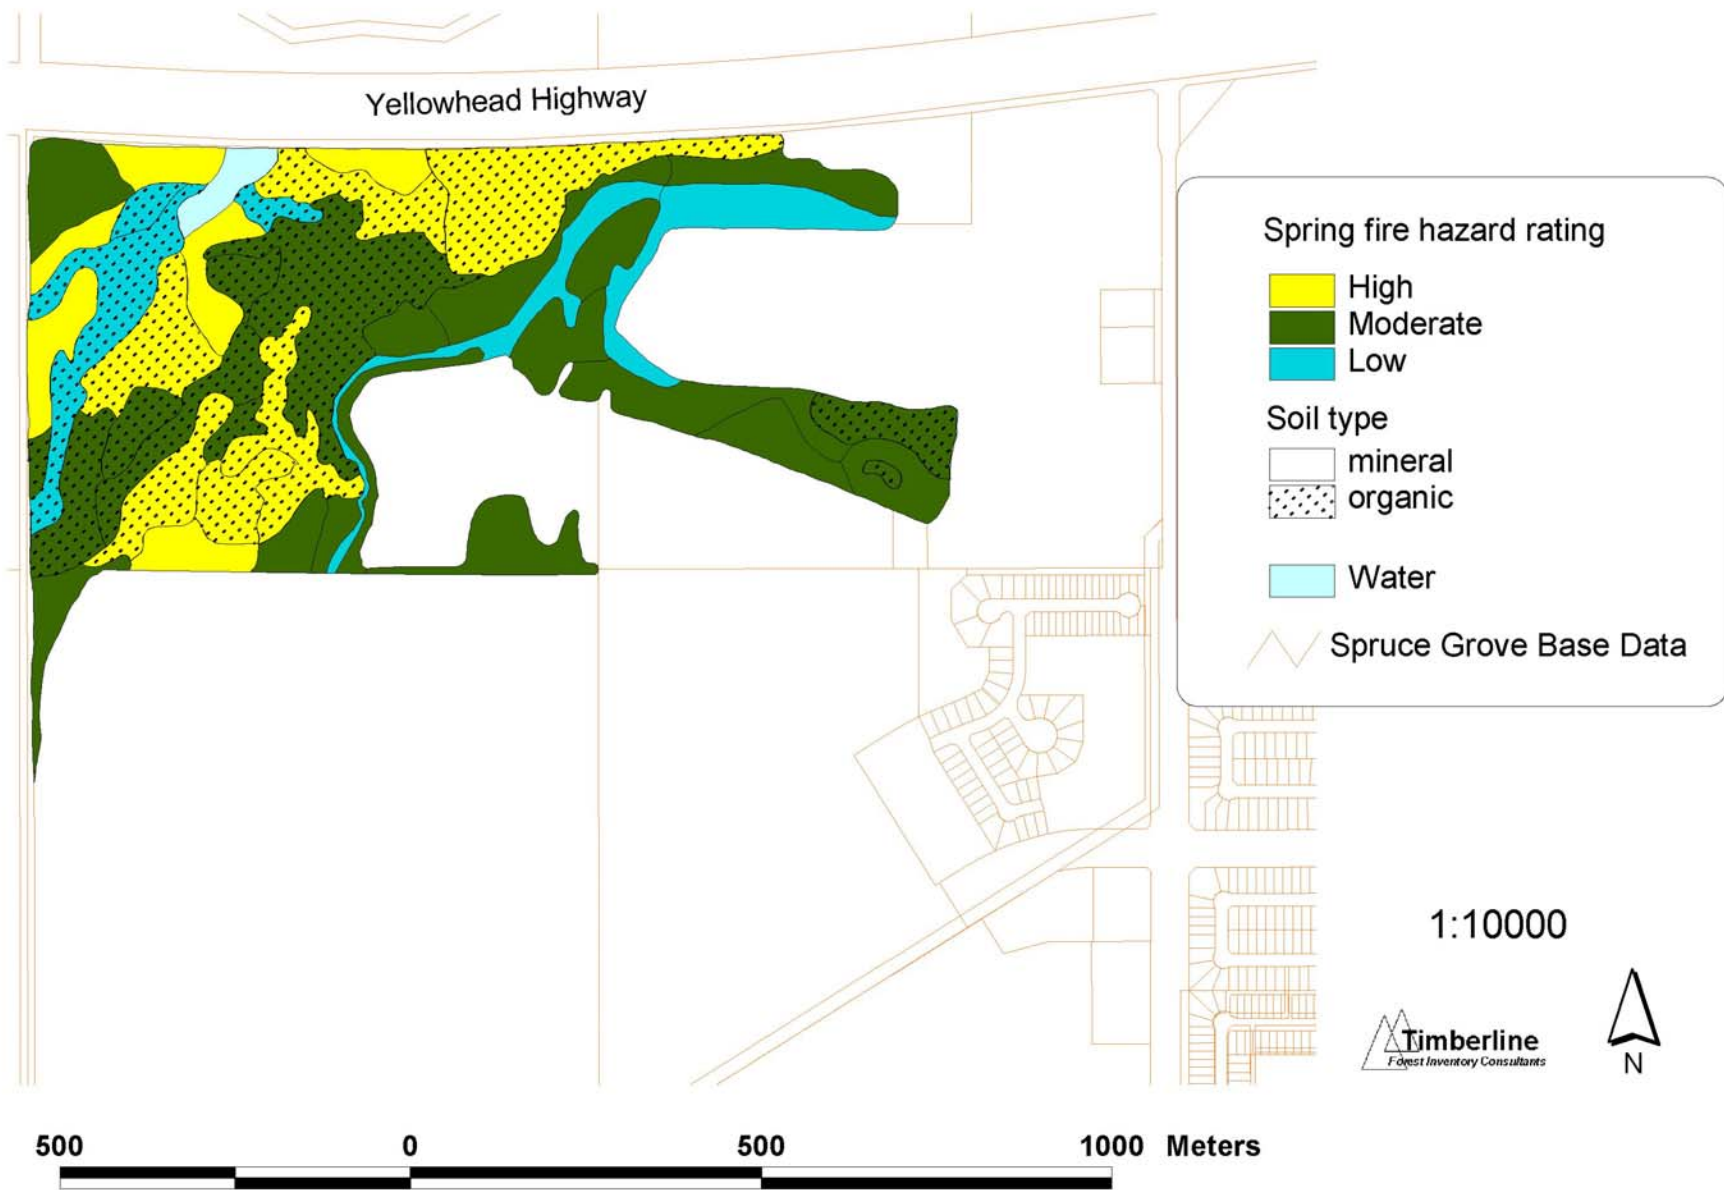 Yellowhead Highway
Spring fire hazard rating
High
Moderate
Low
Soil type
mineral
organic
Water
Spruce Grove Base Data
1:10000
Timberline
Forest Inventory Consultants
N
500 0 500 1000 Meters